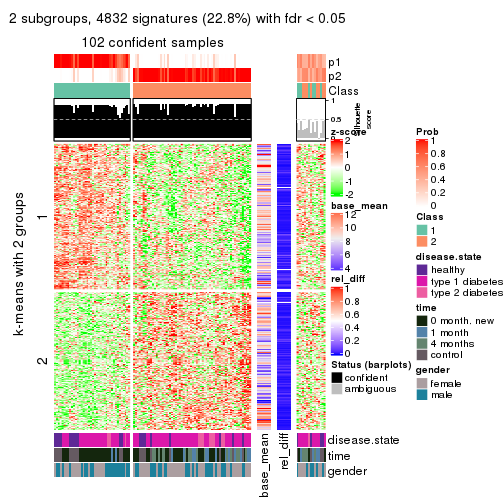 2 subgroups, 4832 signatures (22.8%) with fdr < 0.05
102 confident samples
p1
p2
Class
1
0.5
0
Silhouette
score
k-means with 2 groups
1
2
z-score
2
1
0
-1
-2
base_mean
12
10
8
6
4
rel_diff
1
0.8
0.6
0.4
0.2
0
Status (barplots)
confident
ambiguous
Prob
1
0.8
0.6
0.4
0.2
0
Class
1
2
disease.state
healthy
type 1 diabetes
type 2 diabetes
time
0 month. new
1 month
4 months
control
gender
female
male
disease.state
time
gender
base_mean
rel_diff